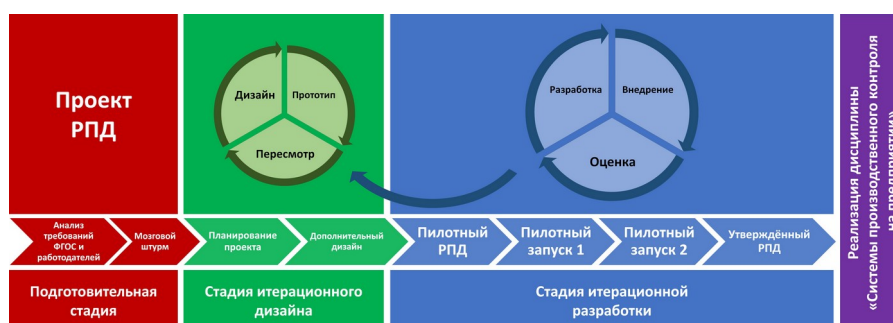 Проект
РПД
Дизайн
Прототип
Пересмотр
Разработка
Внедрение
Оценка
Анализ
требований
ФГОС и
работодателей
Мозговой
штурм
Планирование
проекта
Дополнительный
дизайн
Пилотный
РПД
Пилотный
запуск 1
Пилотный
запуск 2
Утверждённый
РПД
Подготовительная
стадия
Стадия итерационного
дизайна
Стадия итерационной
разработки
Реализация дисциплины
«Системы производственного контроля
на предприятии»